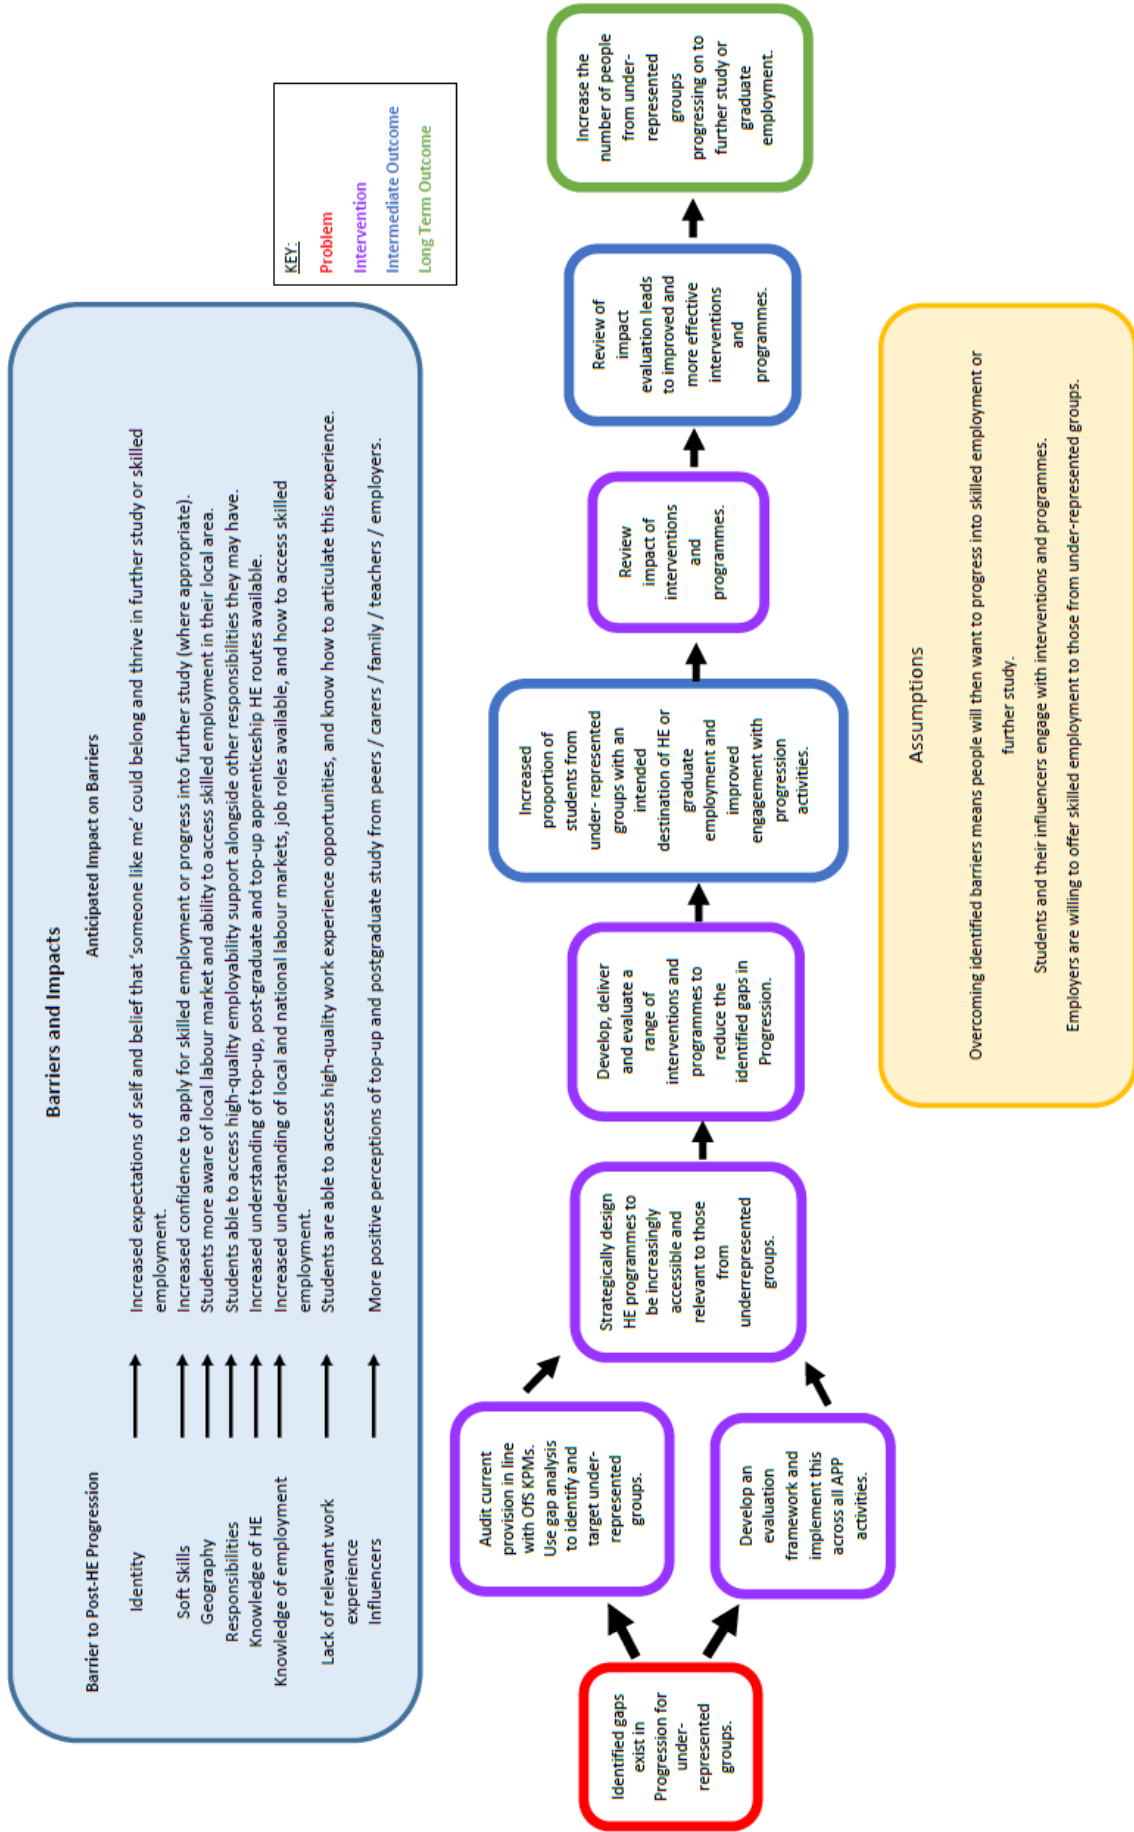 Barriers and Impacts
Barrier to Post-HE Progression
Anticipated Impact on Barriers
Identity
Increased expectations of self and belief that 'someone like me' could belong and thrive in further study or skilled
employment.
Soft Skills
Increased confidence to apply for skilled employment or progress into further study (where appropriate).
Geography
Students more aware of local labour market and ability to access skilled employment in their local area.
Responsibilities
Students able to access high-quality employability support alongside other responsibilities they may have.
Knowledge of HE
Increased understanding of top-up, post-graduate and top-up apprenticeship HE routes available.
Knowledge of employment
Increased understanding of local and national labour markets, job roles available, and how to access skilled
employment.
Lack of relevant work
experience
Students are able to access high-quality work experience opportunities, and know how to articulate this experience.
Influencers
More positive perceptions of top-up and postgraduate study from peers / carers / family / teachers / employers.
KEY:
Problem
Intervention
Intermediate Outcome
Long Term Outcome
Identified gaps
exist in
Progression for
under-
represented
groups.
Audit current
provision in line
with OfS KPMs.
Use gap analysis
to identify and
target under-
represented
groups.
Develop an
evaluation
framework and
implement this
across all APP
activities.
Strategically design
HE programmes to
be increasingly
accessible and
relevant to those
from
underrepresented
groups.
Develop, deliver
and evaluate a
range of
interventions and
programmes to
reduce the
identified gaps in
Progression.
Increased
proportion of
students from
under- represented
groups with an
intended
destination of HE or
graduate
employment and
improved
engagement with
progression
activities.
Review
impact of
interventions
and
programmes.
Review of
impact
evaluation leads
to improved and
more effective
interventions
and
programmes.
Increase the
number of people
from under-
represented
groups
progressing on to
further study or
graduate
employment.
Assumptions
Overcoming identified barriers means people will then want to progress into skilled employment or
further study.
Students and their influencers engage with interventions and programmes.
Employers are willing to offer skilled employment to those from under-represented groups.